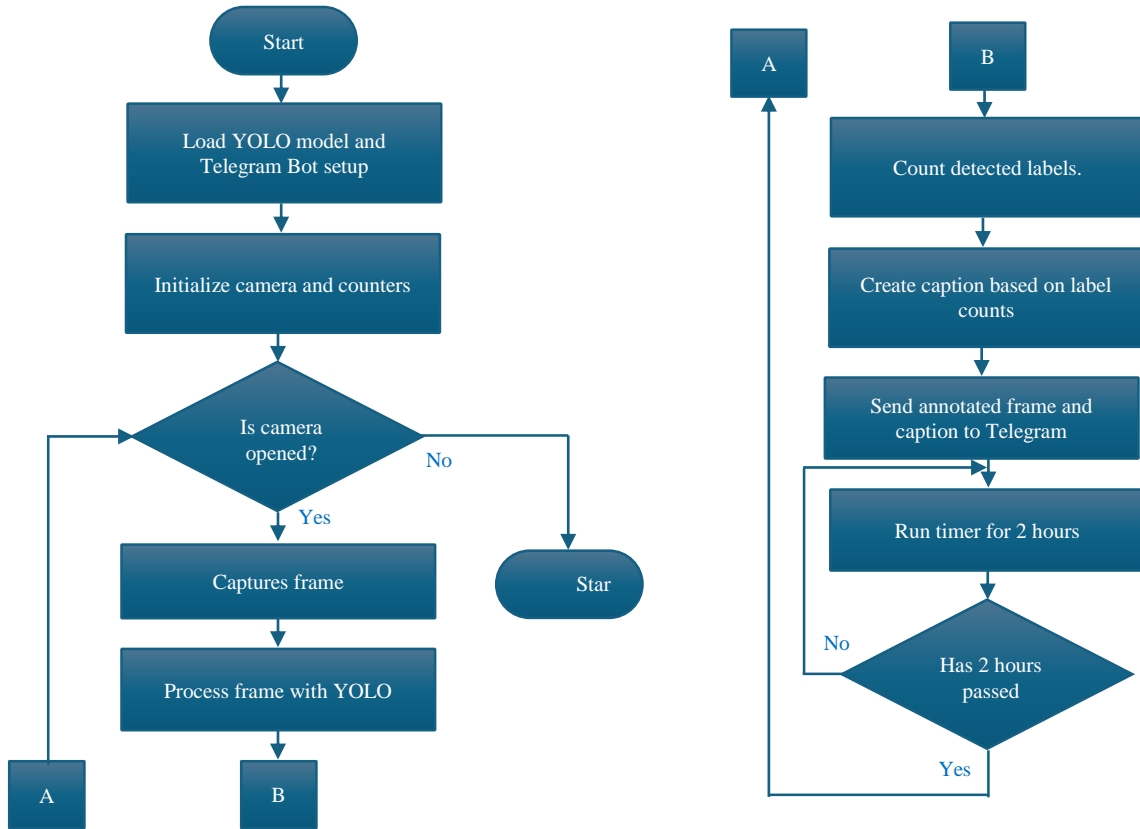 Start
Load YOLO model and
Telegram Bot setup
Initialize camera and counters
Is camera
opened?
No
Yes
Captures frame
Star
Process frame with YOLO
A
B
A
B
Count detected labels.
Create caption based on label
counts
Send annotated frame and
caption to Telegram
Run timer for 2 hours
No
Has 2 hours
passed
Yes